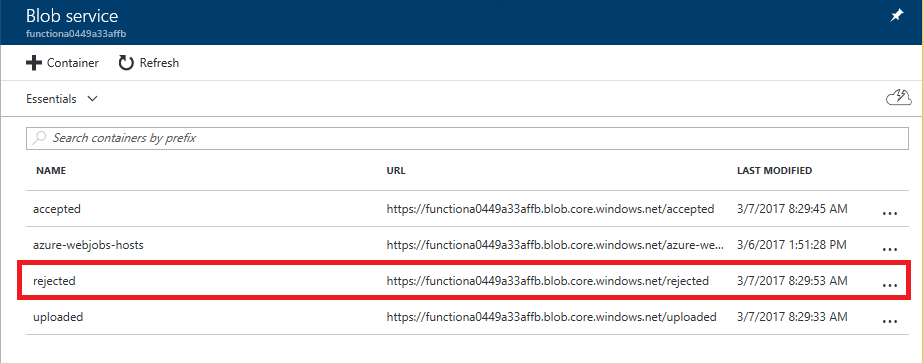 Blob service
functiona0449a33affb
Container Refresh
Essentials
Search containers by prefix
NAME URL LAST MODIFIED
accepted https://functiona0449a33affb.blob.core.windows.net/accepted 3/7/2017 8:29:45 AM ...
azure-webjobs-hosts https://functiona0449a33affb.blob.core.windows.net/azure-we... 3/6/2017 1:51:28 PM ...
rejected https://functiona0449a33affb.blob.core.windows.net/rejected 3/7/2017 8:29:53 AM ...
uploaded https://functiona0449a33affb.blob.core.windows.net/uploaded 3/7/2017 8:29:33 AM ...